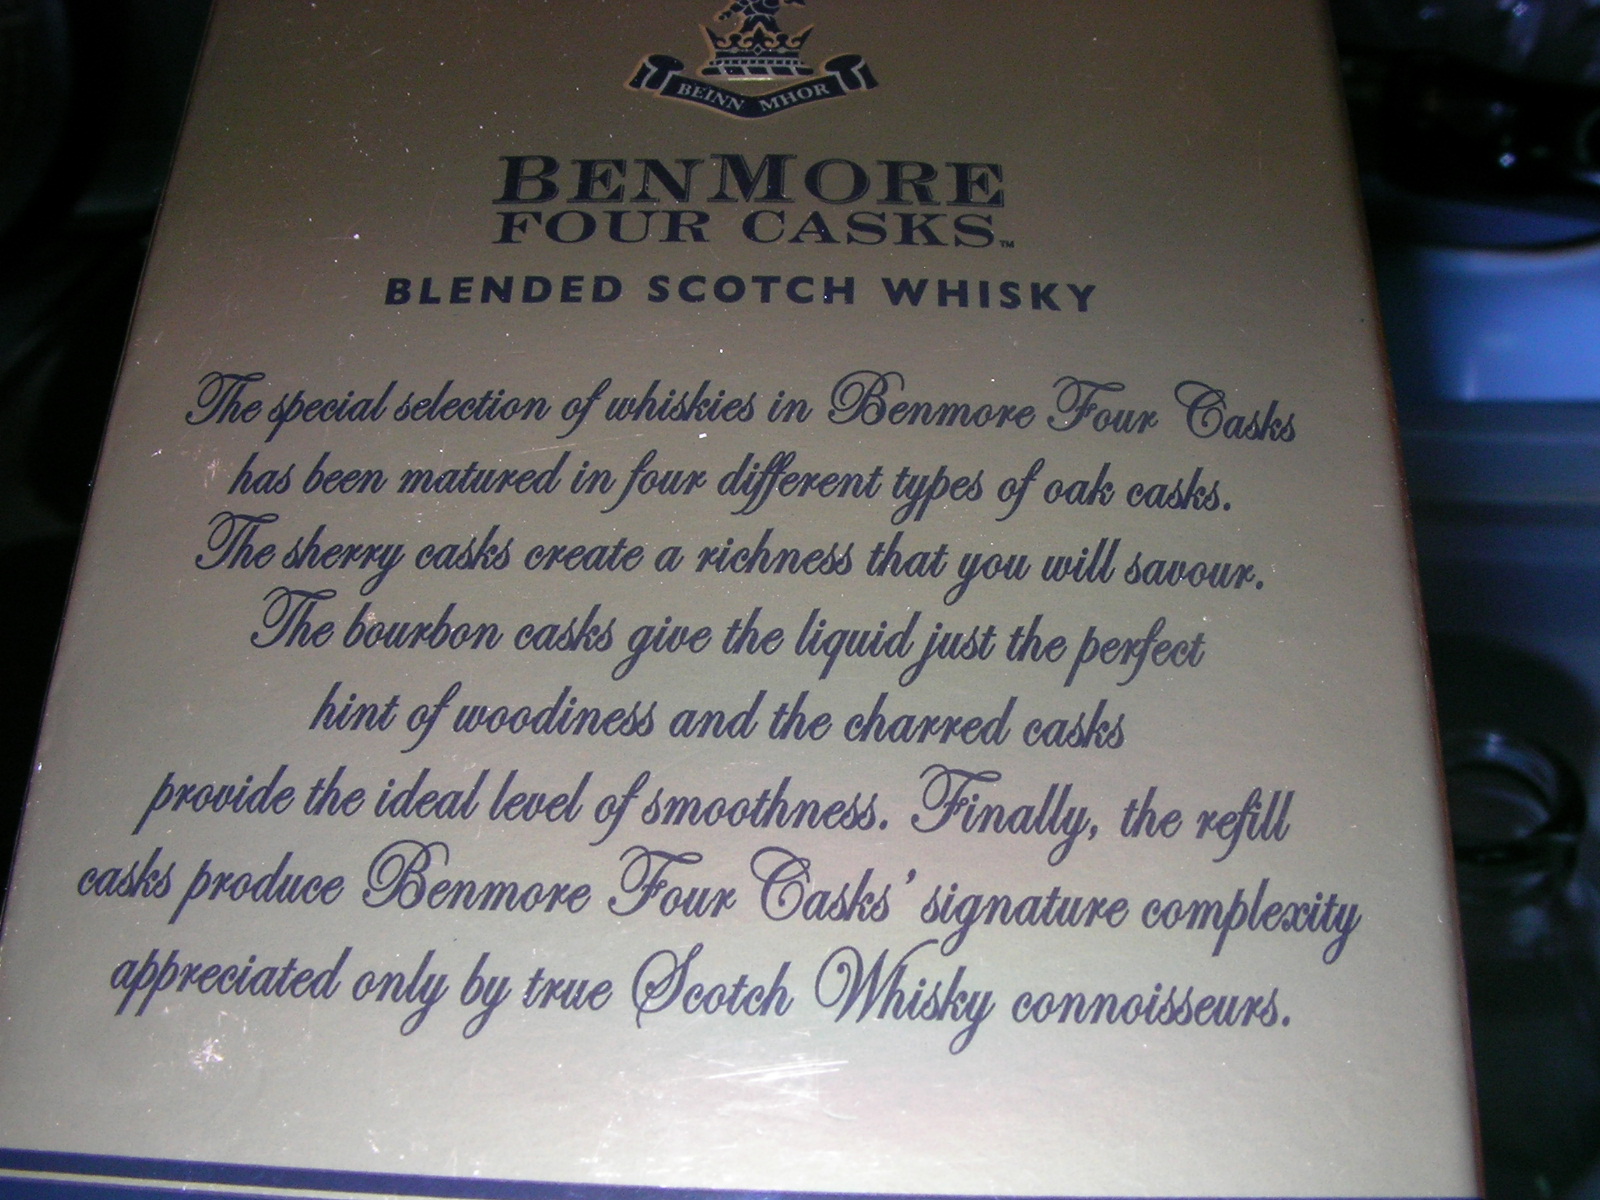 BEINN MHOR
BENMORE
FOUR CASKS™
BLENDED SCOTCH WHISKY
The special selection of whiskies in Benmore Four Casks
has been matured in four different types of oak casks.
The sherry casks create a richness that you will savour.
The bourbon casks give the liquid just the perfect
hint of woodiness and the charred casks
provide the ideal level of smoothness. Finally, the refill
casks produce Benmore Four Casks' signature complexity
appreciated only by true Scotch Whisky connoisseurs.